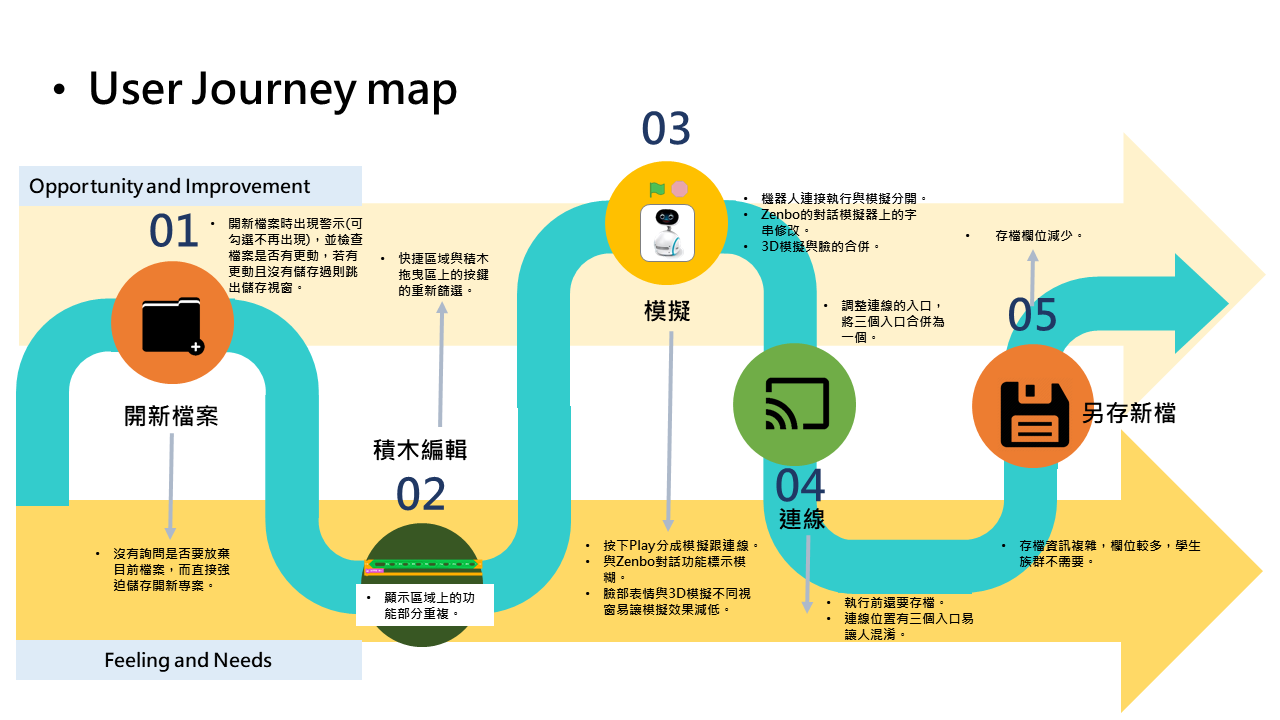 • User Journey map
Opportunity and Improvement
01
• 開新檔案時出現警示(可
勾選不再出現)，並檢查
檔案是否有更動，若有
更動且沒有儲存過則跳
出儲存視窗。
開新檔案
• 沒有詢問是否要放棄
目前檔案，而直接強
迫儲存開新專案。
• 快捷區域與積木
拖曳區上的按鍵
的重新篩選。
積木編輯
02
• 顯示區域上的功
能部分重複。
03
模擬
• 機器人連接執行與模擬分開。
• Zenbo的對話模擬器上的字
串修改。
• 3D模擬與臉的合併。
• 按下Play分成模擬跟連線。
• 與Zenbo對話功能標示模
糊。
• 臉部表情與3D模擬不同視
窗易讓模擬效果減低。
• 調整連線的入口，
將三個入口合併為
一個。
04
連線
• 執行前還要存檔。
• 連線位置有三個入口易
讓人混淆。
• 存檔欄位減少。
05
另存新檔
• 存檔資訊複雜，欄位較多，學生
族群不需要。
Feeling and Needs